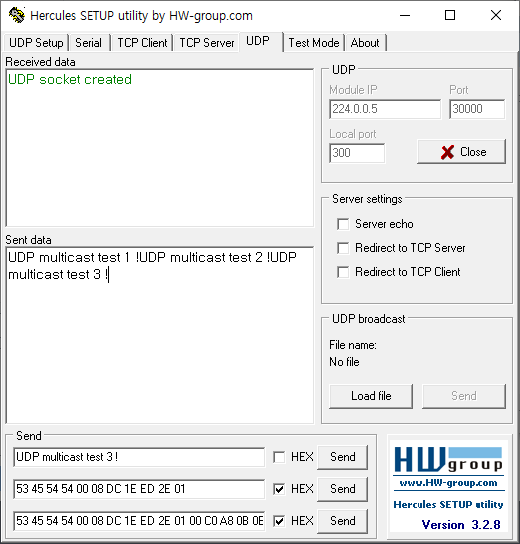 Hercules SETUP utility by HW-group.com
UDP Setup Serial TCP Client TCP Server UDP Test Mode About
Received data
UDP socket created
UDP
Module IP Port
224.0.0.5 30000
Local port
300 Close
Server settings
Server echo
Redirect to TCP Server
Redirect to TCP Client
Sent data
UDP multicast test 1 !UDP multicast test 2 !UDP
multicast test 3 !
UDP broadcast
File name:
No file
Load file Send
Send
UDP multicast test 3 ! HEX Send
53 45 54 54 00 08 DC 1E ED 2E 01 HEX Send
53 45 54 54 00 08 DC 1E ED 2E 01 00 C0 A8 0B 0E HEX Send
HWgroup
www.HW-group.com
Hercules SETUP utility
Version 3.2.8